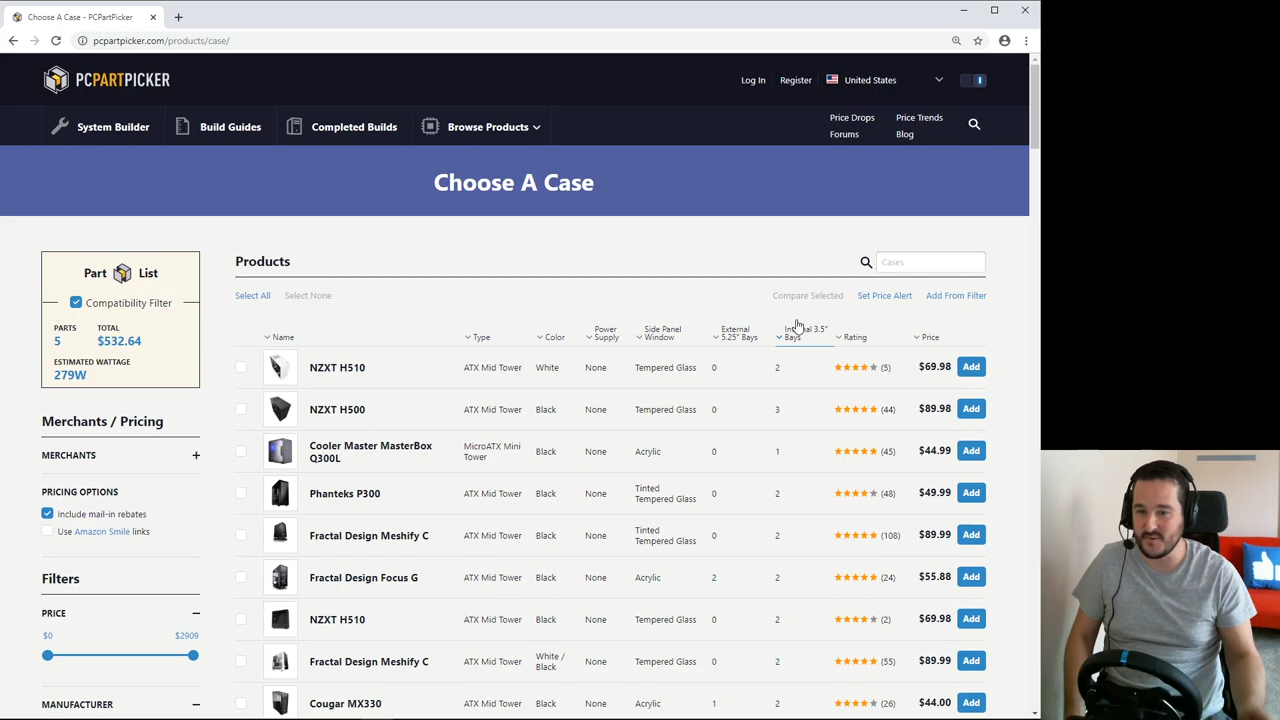 Choose A Case - PCPartPicker
pcpartpicker.com/products/case/
PCPARTPICKER
Log In Register United States
System Builder Build Guides Completed Builds Browse Products
Price Drops Price Trends
Forums Blog
Choose A Case
Part List
Compatibility Filter
PARTS TOTAL
5 $532.64
ESTIMATED WATTAGE
279W
Merchants / Pricing
MERCHANTS
PRICING OPTIONS
Include mail-in rebates
Use Amazon Smile links
Filters
PRICE
$0 $2909
MANUFACTURER
Products
Cases
Select All Select None Compare Selected Set Price Alert Add From Filter
Name Type Color Power Supply Side Panel Window External 5.25" Bays 3.5" Bays Rating Price
NZXT H510 ATX Mid Tower White None Tempered Glass 0 2 (5) $69.98 Add
NZXT H500 ATX Mid Tower Black None Tempered Glass 0 3 (44) $89.98 Add
Cooler Master MasterBox Q300L MicroATX Mini Tower Black None Acrylic 0 1 (45) $44.99 Add
Phanteks P300 ATX Mid Tower Black None Tinted Tempered Glass 0 2 (48) $49.99 Add
Fractal Design Meshify C ATX Mid Tower Black None Tinted Tempered Glass 0 2 (108) $89.99 Add
Fractal Design Focus G ATX Mid Tower Black None Acrylic 2 2 (24) $55.88 Add
NZXT H510 ATX Mid Tower Black None Tempered Glass 0 2 (2) $69.98 Add
Fractal Design Meshify C ATX Mid Tower White / Black None Tempered Glass 0 2 (55) $89.99 Add
Cougar MX330 ATX Mid Tower Black None Acrylic 1 2 (26) $44.00 Add